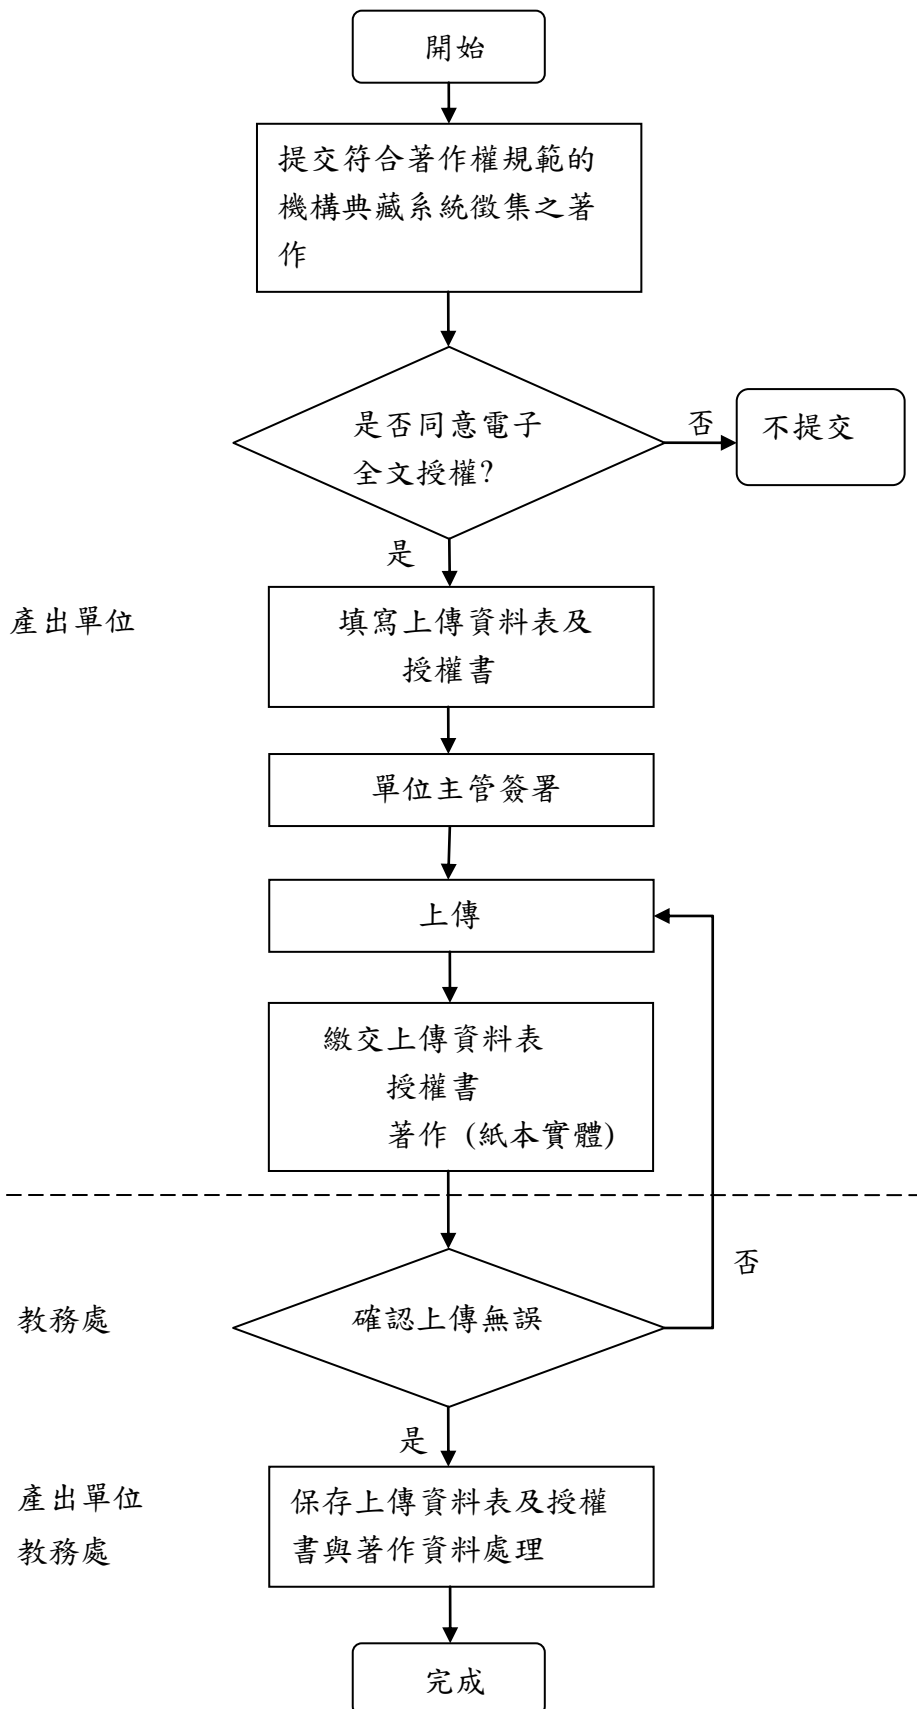 開始
提交符合著作權規範的
機構典藏系統徵集之著
作
是否同意電子
全文授權?
否
不提交
是
產出單位
填寫上傳資料表及
授權書
單位主管簽署
上傳
繳交上傳資料表
授權書
著作 (紙本實體)
否
教務處
確認上傳無誤
是
產出單位
教務處
保存上傳資料表及授權
書與著作資料處理
完成